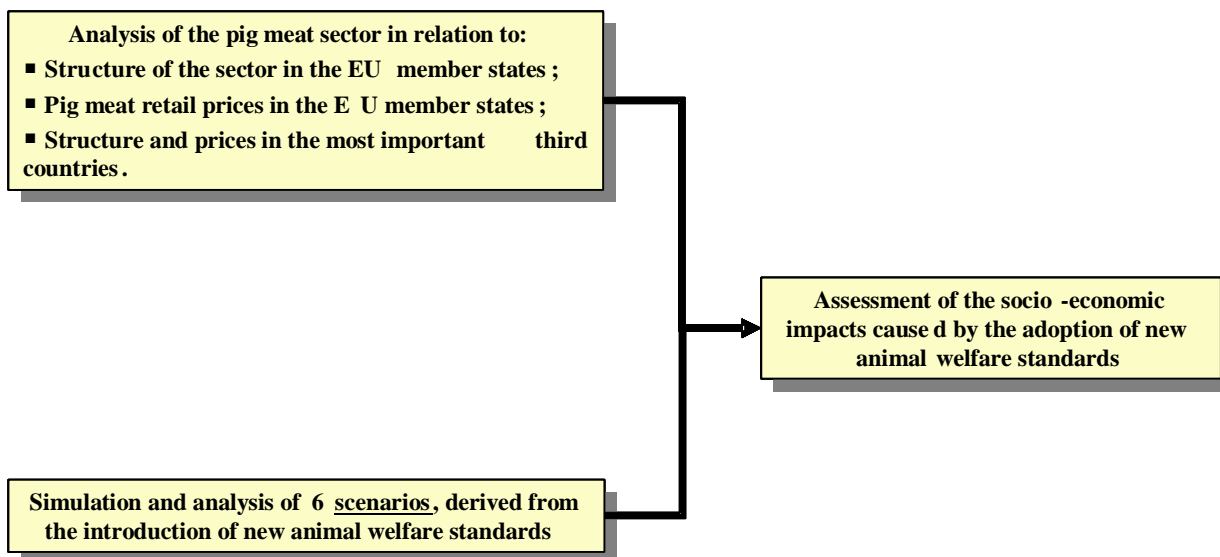 Analysis of the pig meat sector in relation to:
▪ Structure of the sector in the EU member states ;
▪ Pig meat retail prices in the E U member states ;
▪ Structure and prices in the most important third
countries .
Assessment of the socio -economic
impacts cause d by the adoption of new
animal welfare standards
Simulation and analysis of 6 scenarios, derived from
the introduction of new animal welfare standards